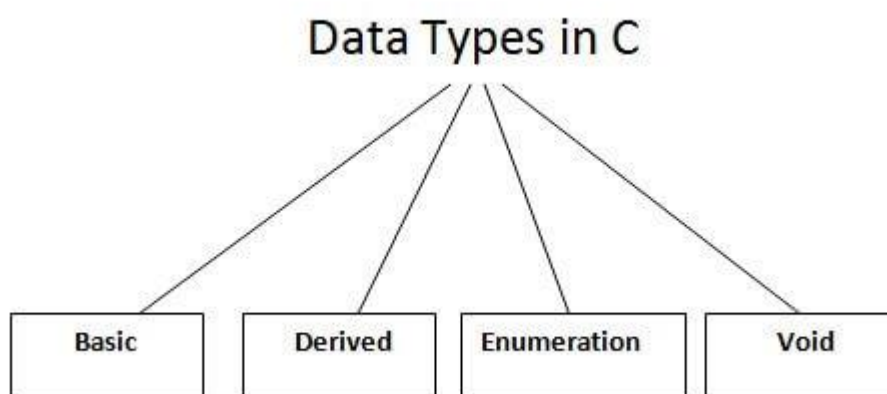 Data Types in C
Basic
Derived
Enumeration
Void